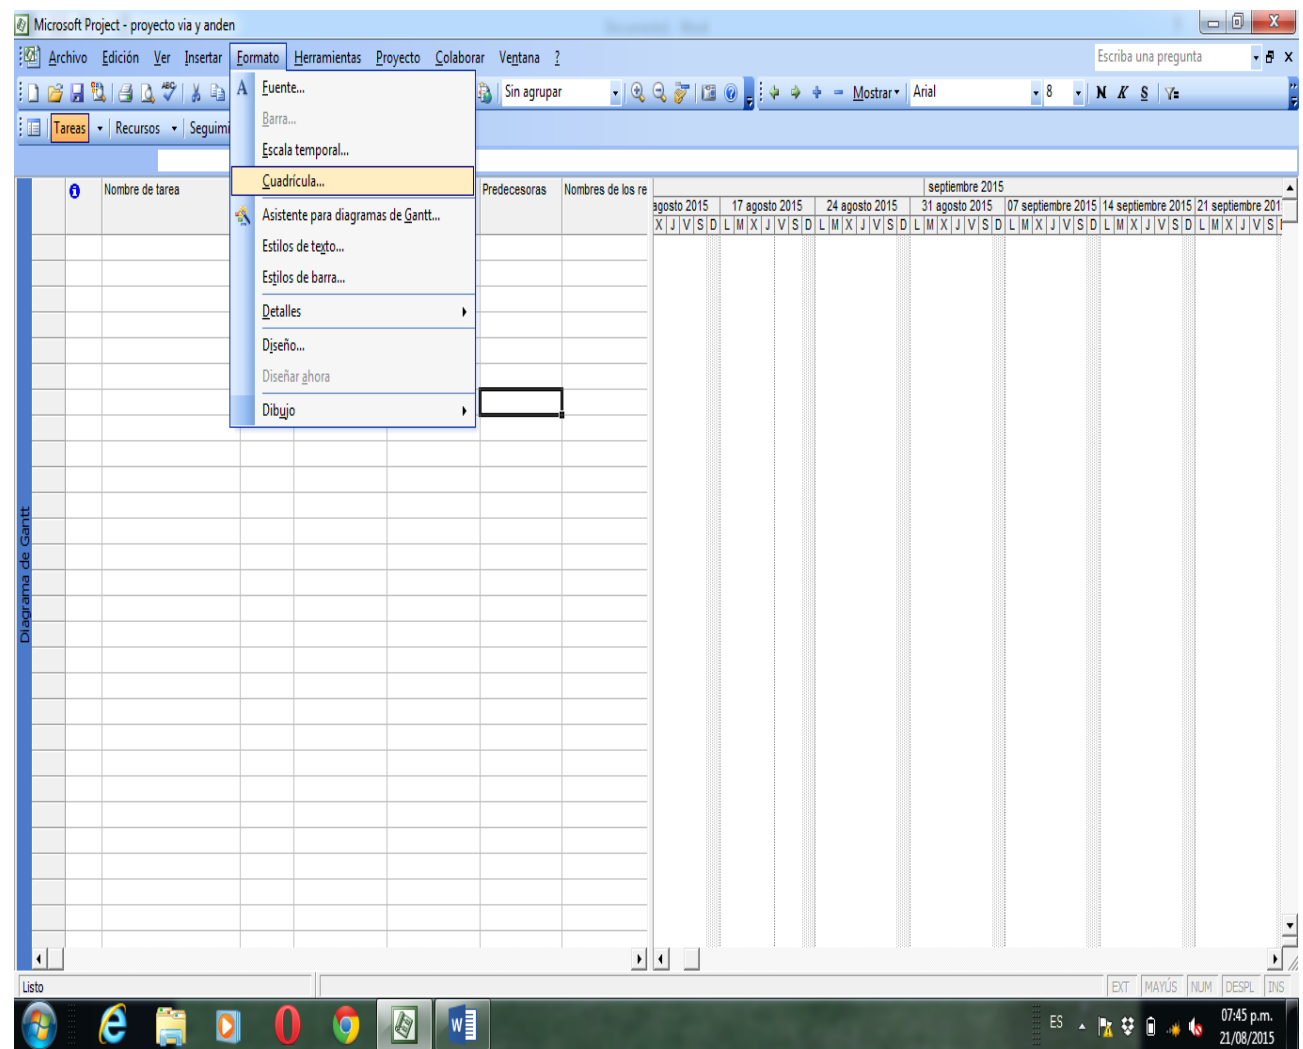 Microsoft Project - proyecto via y anden
Archivo Edición Ver Insertar Formato Herramientas Proyecto Colaborar Ventana ?
Escriba una pregunta
Sin agrupar
Mostrar
Arial
8
N K S
Tareas Recursos Seguimi
Fuente...
Barra...
Escala temporal...
Cuadrícula...
Asistente para diagramas de Gantt...
Estilos de texto...
Estilos de barra...
Detalles
Diseño...
Diseñar ahora
Dibujo
Nombre de tarea Predecesoras Nombres de los re
septiembre 2015
agosto 2015 17 agosto 2015 24 agosto 2015 31 agosto 2015 07 septiembre 2015 14 septiembre 2015 21 septiembre 201
X J V S D L M X J V S D L M X J V S D L M X J V S D L M X J V S D L M X J V S D L M X J V S
Diagrama de Gantt
Listo
EXT MAYÚS NUM DESPL INS
ES
07:45 p.m.
21/08/2015